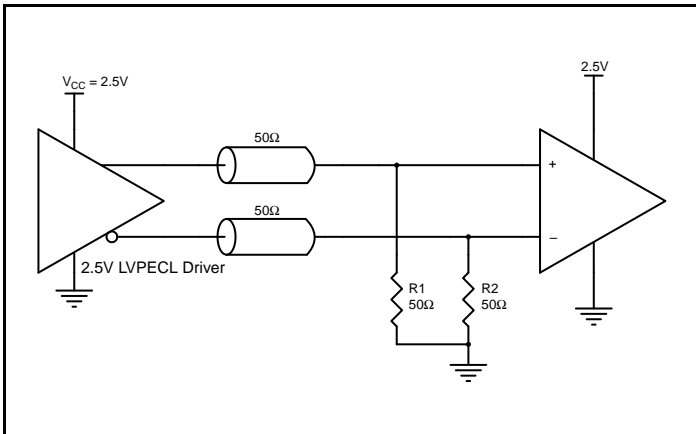 V_CC = 2.5V
2.5V
50Ω
50Ω
+
–
2.5V LVPECL Driver
R1
50Ω
R2
50Ω